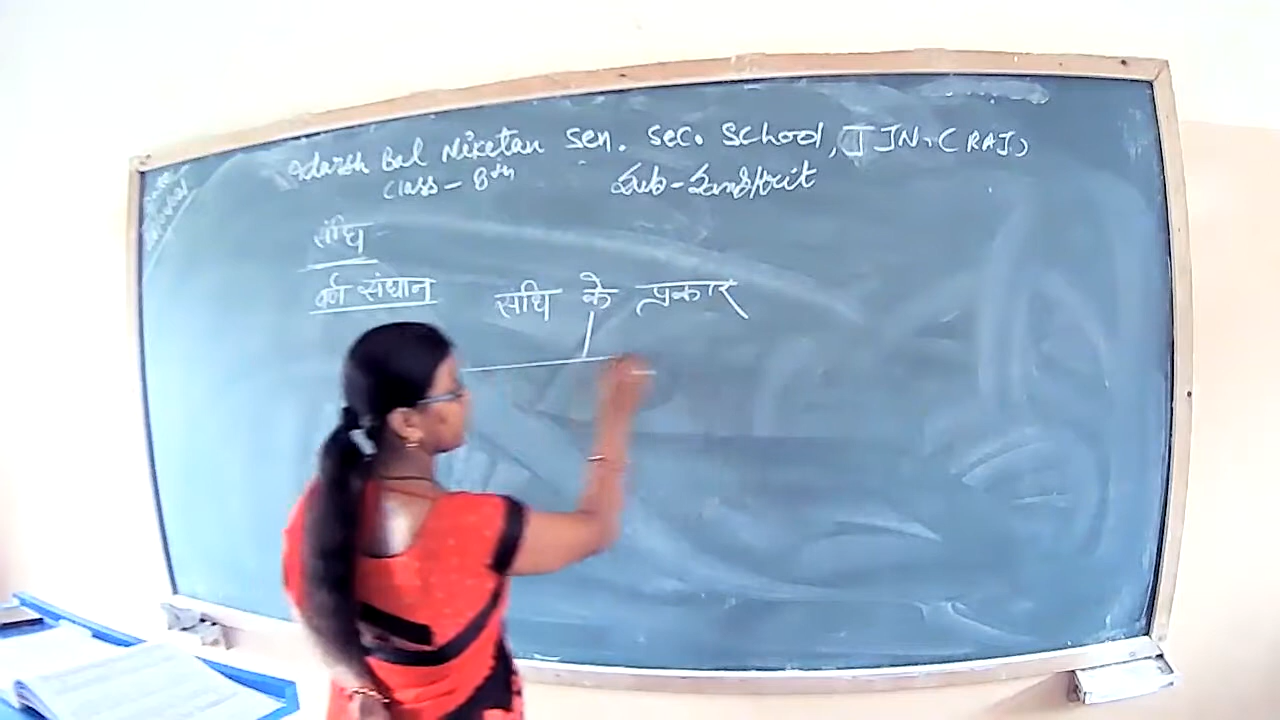 Adarsh Bal Niketan Sen. Sec. School, JJN, (RAJ)
Class - 8th Sub - Sanskrit
संधि
वर्ण संधान
संधि के प्रकार